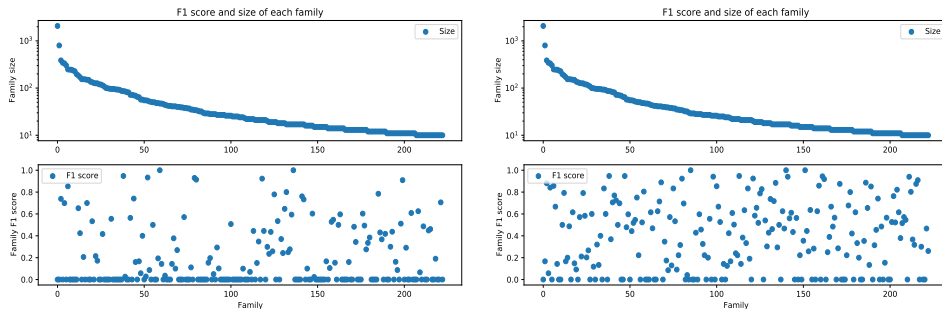 F1 score and size of each family
Size
Family size
10³
10²
10¹
0 50 100 150 200
F1 score
Family F1 score
1.0
0.8
0.6
0.4
0.2
0.0
0 50 100 150 200
Family
F1 score and size of each family
Size
Family size
10³
10²
10¹
0 50 100 150 200
F1 score
Family F1 score
1.0
0.8
0.6
0.4
0.2
0.0
0 50 100 150 200
Family